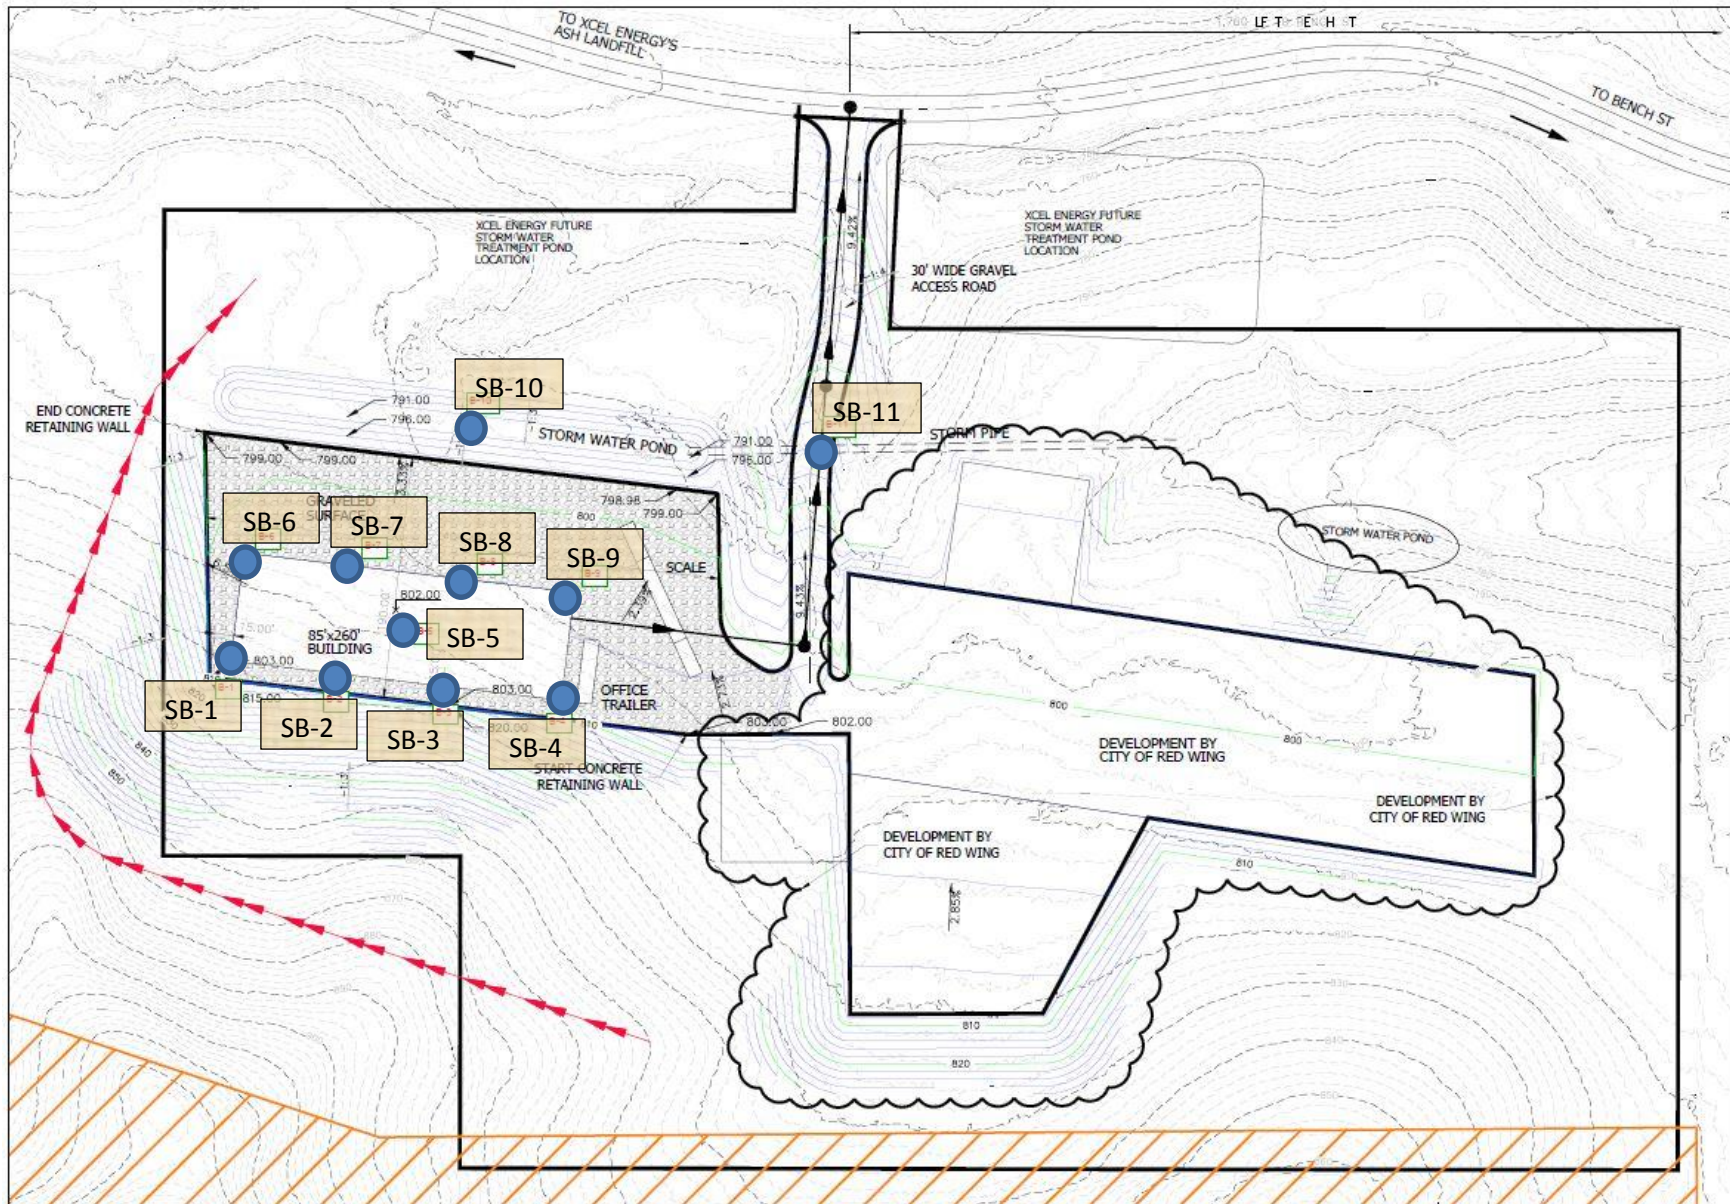 TO XCEL ENERGY'S
ASH LANDFILL
TO BENCH ST
XCEL ENERGY FUTURE
STORM WATER
TREATMENT POND
LOCATION
XCEL ENERGY FUTURE
STORM WATER
TREATMENT POND
LOCATION
9.42%
30' WIDE GRAVEL
ACCESS ROAD
END CONCRETE
RETAINING WALL
791.00
796.00
SB-10
SB-11
STORM WATER POND
791.00
796.00
STORM PIPE
799.00
799.00
3.33%
798.98
799.00
GRAVELED
SURFACE
800
SB-6
SB-7
SB-8
SB-9
SCALE
STORM WATER POND
802.00
2.39%
9.43%
85'x260'
BUILDING
75.00'
SB-5
803.00
803.00
815.00
820.00
810
OFFICE
TRAILER
SB-1
SB-2
SB-3
SB-4
START CONCRETE
RETAINING WALL
803.00
802.00
800
800
840
850
DEVELOPMENT BY
CITY OF RED WING
DEVELOPMENT BY
CITY OF RED WING
DEVELOPMENT BY
CITY OF RED WING
810
2.85%
810
820